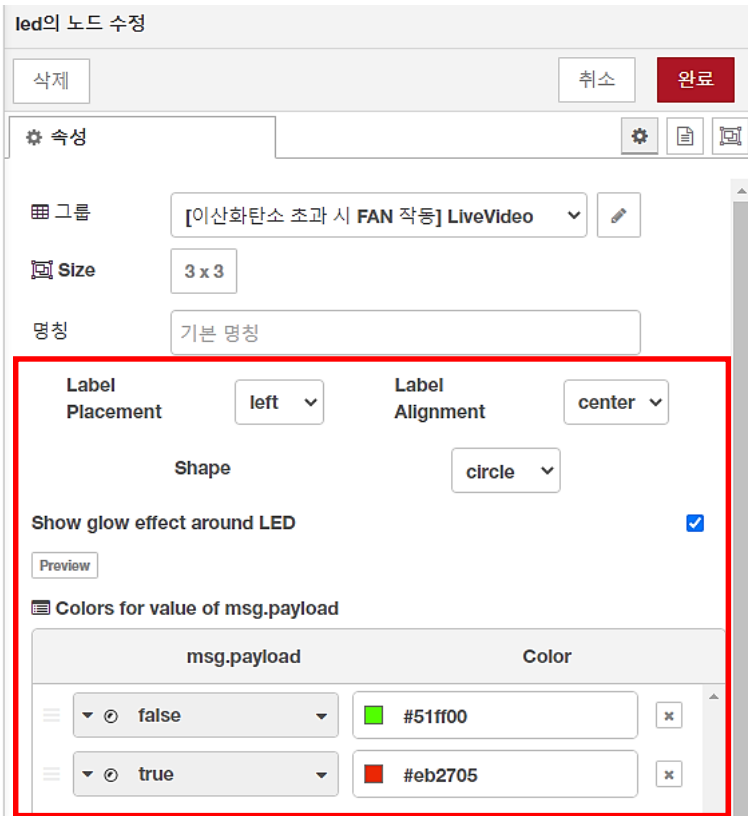 led의 노드 수정
삭제 취소 완료
속성
그룹 [이산화탄소 초과 시 FAN 작동] LiveVideo
Size 3 x 3
명칭 기본 명칭
Label Placement left Label Alignment center
Shape circle
Show glow effect around LED
Preview
Colors for value of msg.payload
msg.payload Color
false #51ff00
true #eb2705